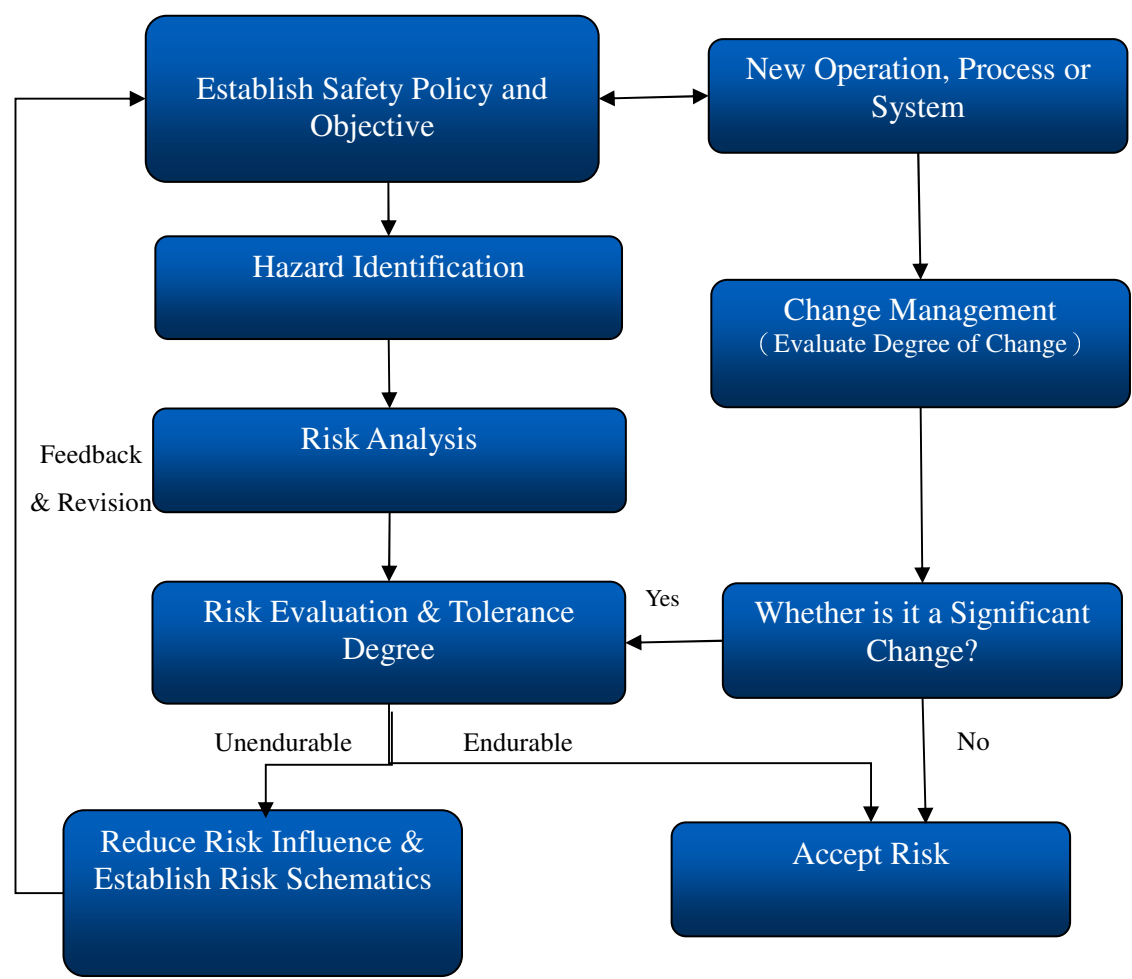 Establish Safety Policy and
Objective
New Operation, Process or
System
Hazard Identification
Change Management
（Evaluate Degree of Change）
Risk Analysis
Feedback
& Revision
Risk Evaluation & Tolerance
Degree
Yes
Whether is it a Significant
Change?
Unendurable
Endurable
No
Reduce Risk Influence &
Establish Risk Schematics
Accept Risk